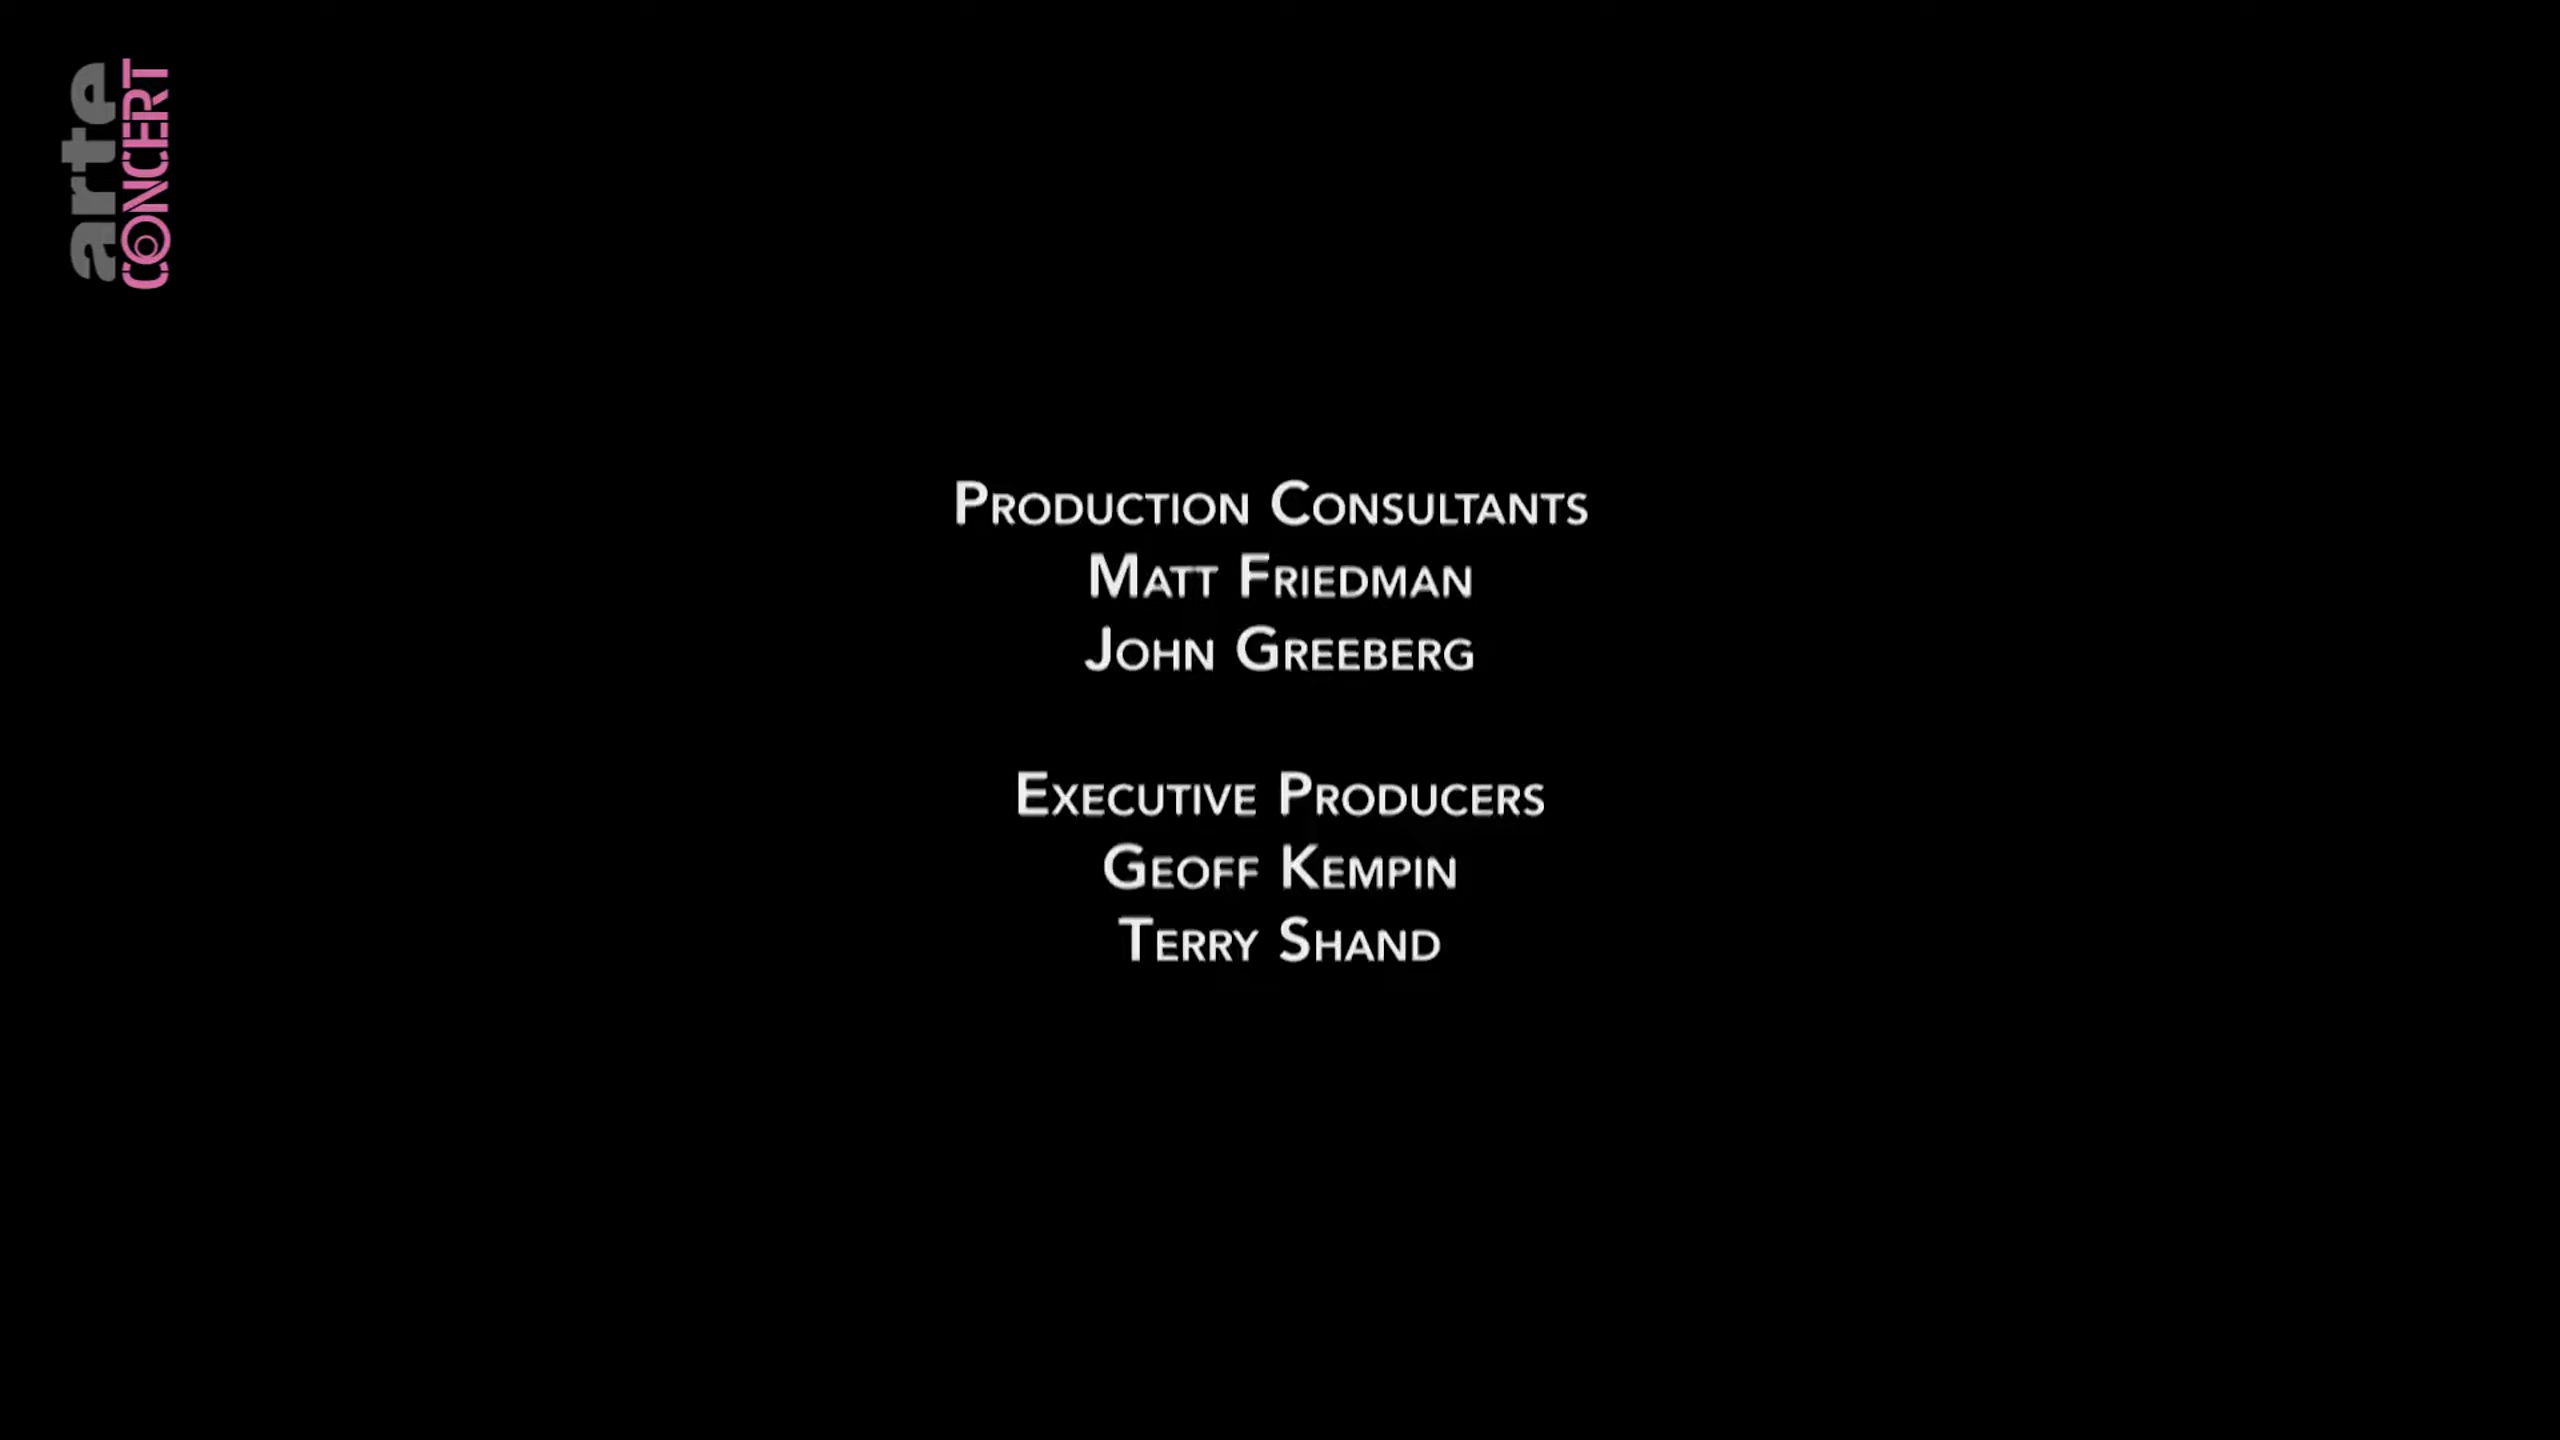 arte
CONCERT
PRODUCTION CONSULTANTS
MATT FRIEDMAN
JOHN GREEBERG
EXECUTIVE PRODUCERS
GEOFF KEMPIN
TERRY SHAND